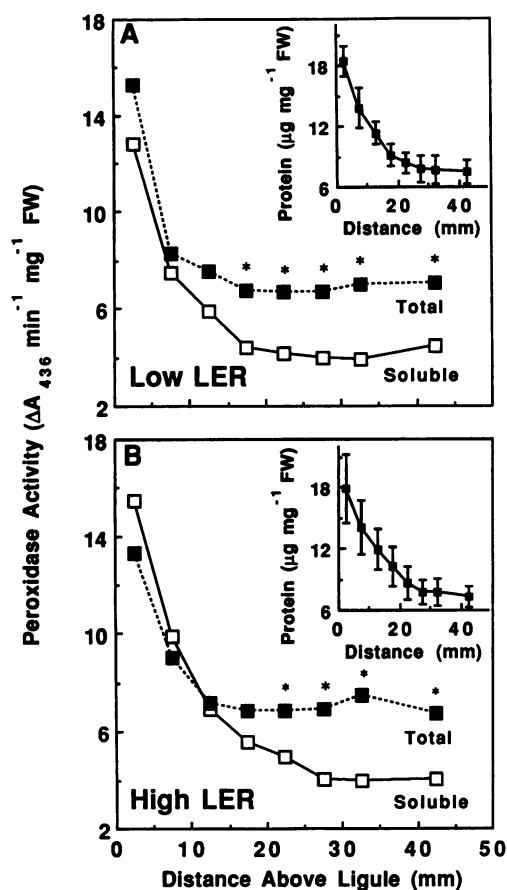 Peroxidase Activity (ΔA 436 min-1 mg-1 FW)
18
14
10
6
2
A
Protein (µg mg-1 FW)
18
12
6
0 20 40
Distance (mm)
* * * * *
Total
Soluble
Low LER
18
14
10
6
2
B
Protein (µg mg-1 FW)
18
12
6
0 20 40
Distance (mm)
* * * *
Total
Soluble
High LER
0 10 20 30 40 50
Distance Above Ligule (mm)